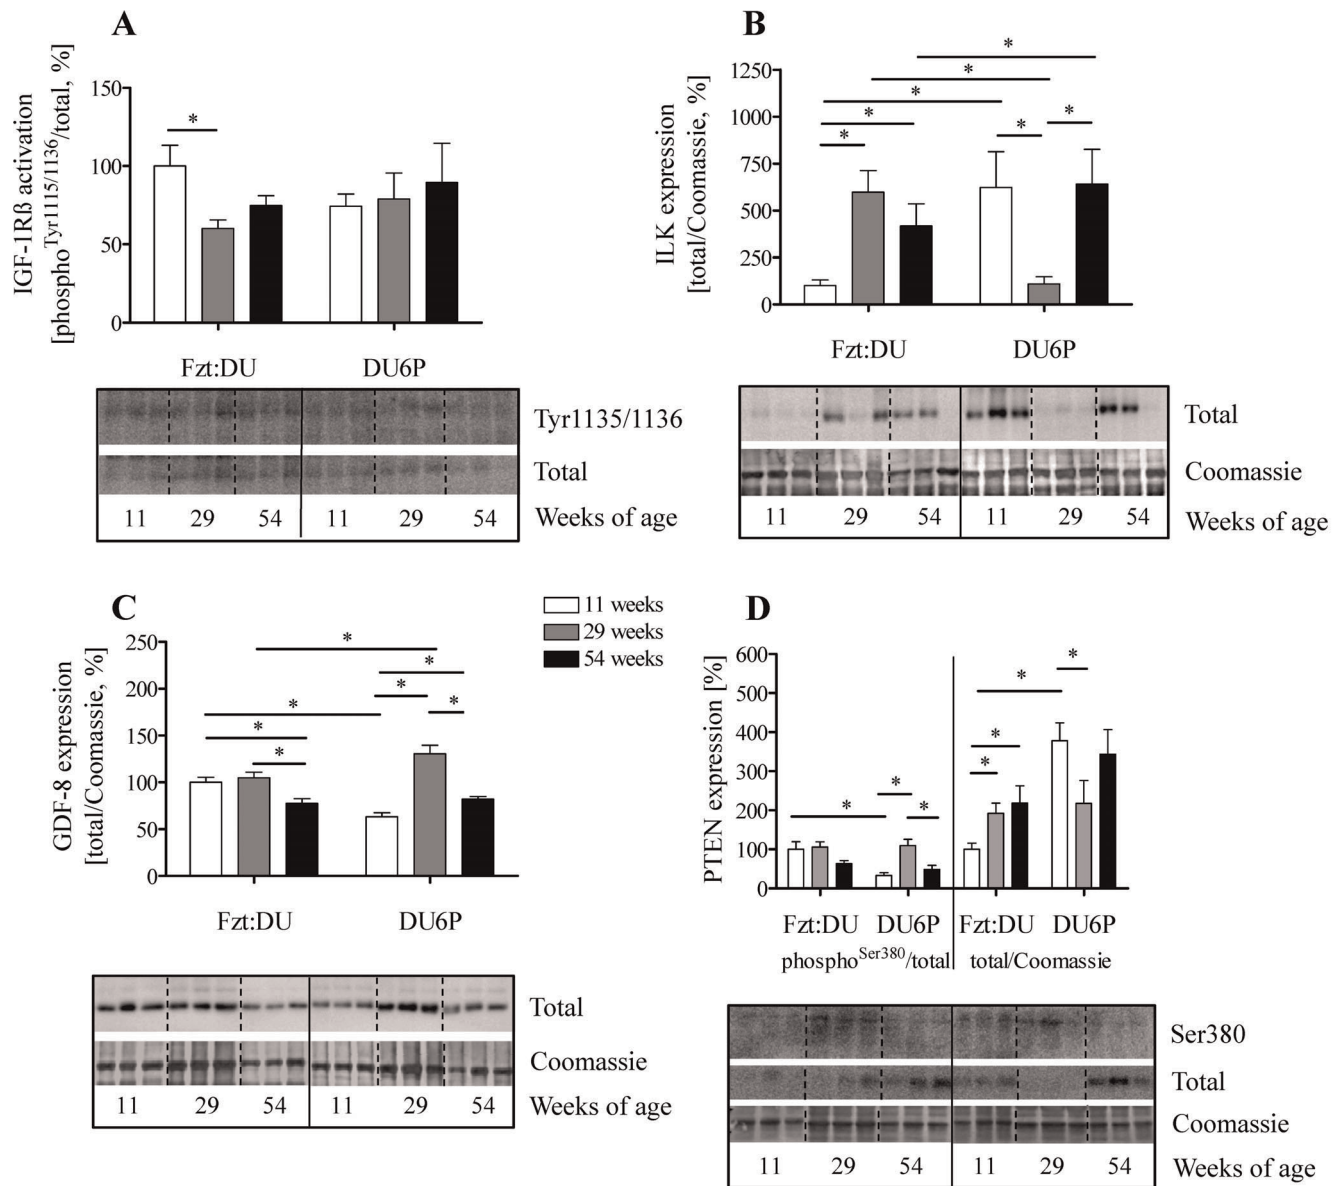 A
IGF-1Rß activation
[phospho^Tyr1115/1136/total, %]
150
100
50
0
*
Fzt:DU
DU6P
Tyr1135/1136
Total
11
29
54
11
29
54
Weeks of age
B
ILK expression
[total/Coomassie, %]
1250
1000
750
500
250
0
*
*
*
*
*
*
*
Fzt:DU
DU6P
Total
Coomassie
11
29
54
11
29
54
Weeks of age
C
GDF-8 expression
[total/Coomassie, %]
250
200
150
100
50
0
*
*
*
*
*
*
*
Fzt:DU
DU6P
Total
Coomassie
11
29
54
11
29
54
Weeks of age
11 weeks
29 weeks
54 weeks
D
PTEN expression [%]
600
500
400
300
200
100
0
*
*
*
*
*
*
*
Fzt:DU
DU6P
Fzt:DU
DU6P
phospho^Ser380/total
total/Coomassie
Ser380
Total
Coomassie
11
29
54
11
29
54
Weeks of age